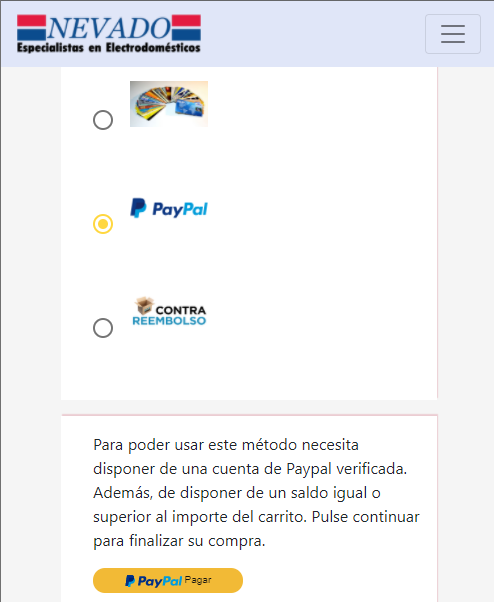 NEVADO
Especialistas en Electrodomésticos
PayPal
CONTRA
REEMBOLSO
Para poder usar este método necesita
disponer de una cuenta de Paypal verificada.
Además, de disponer de un saldo igual o
superior al importe del carrito. Pulse continuar
para finalizar su compra.
PayPal Pagar